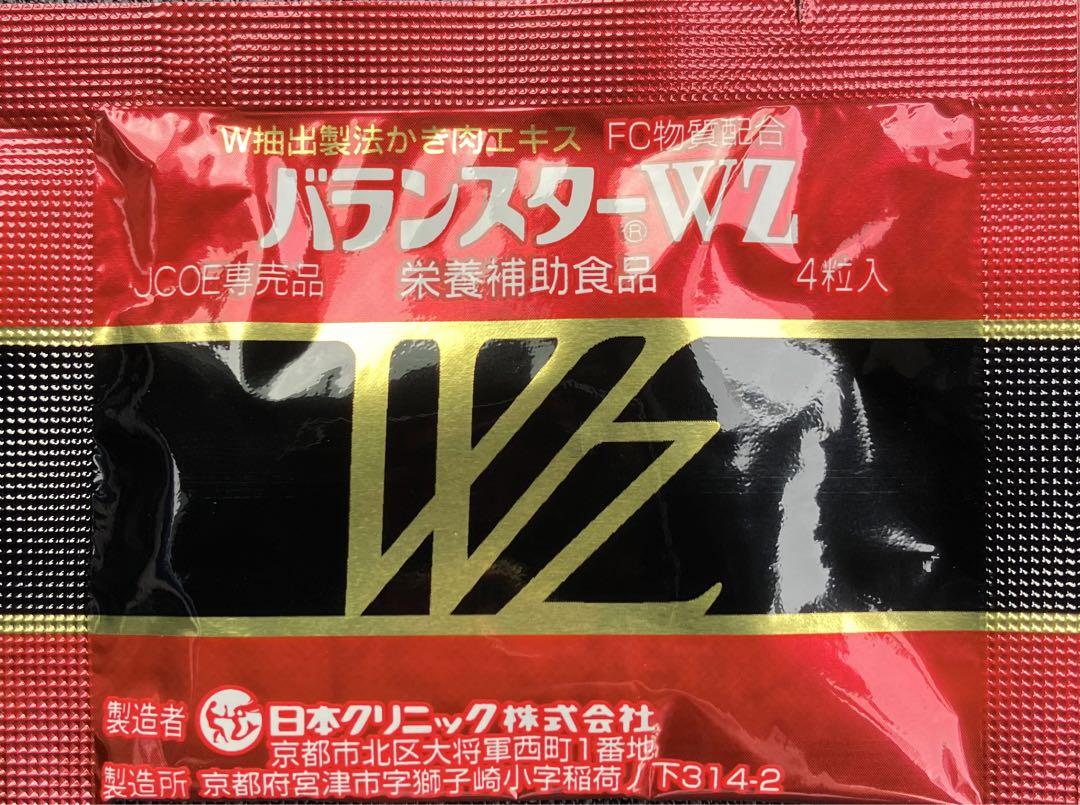 W抽出製法かき肉エキス FC物質配合
バランスター®WZ
JCOE専売品 栄養補助食品 4粒入
WZ
製造者 日本クリニック株式会社
京都市北区大将軍西町1番地
製造所 京都府宮津市字獅子崎小字稲荷ノ下314-2